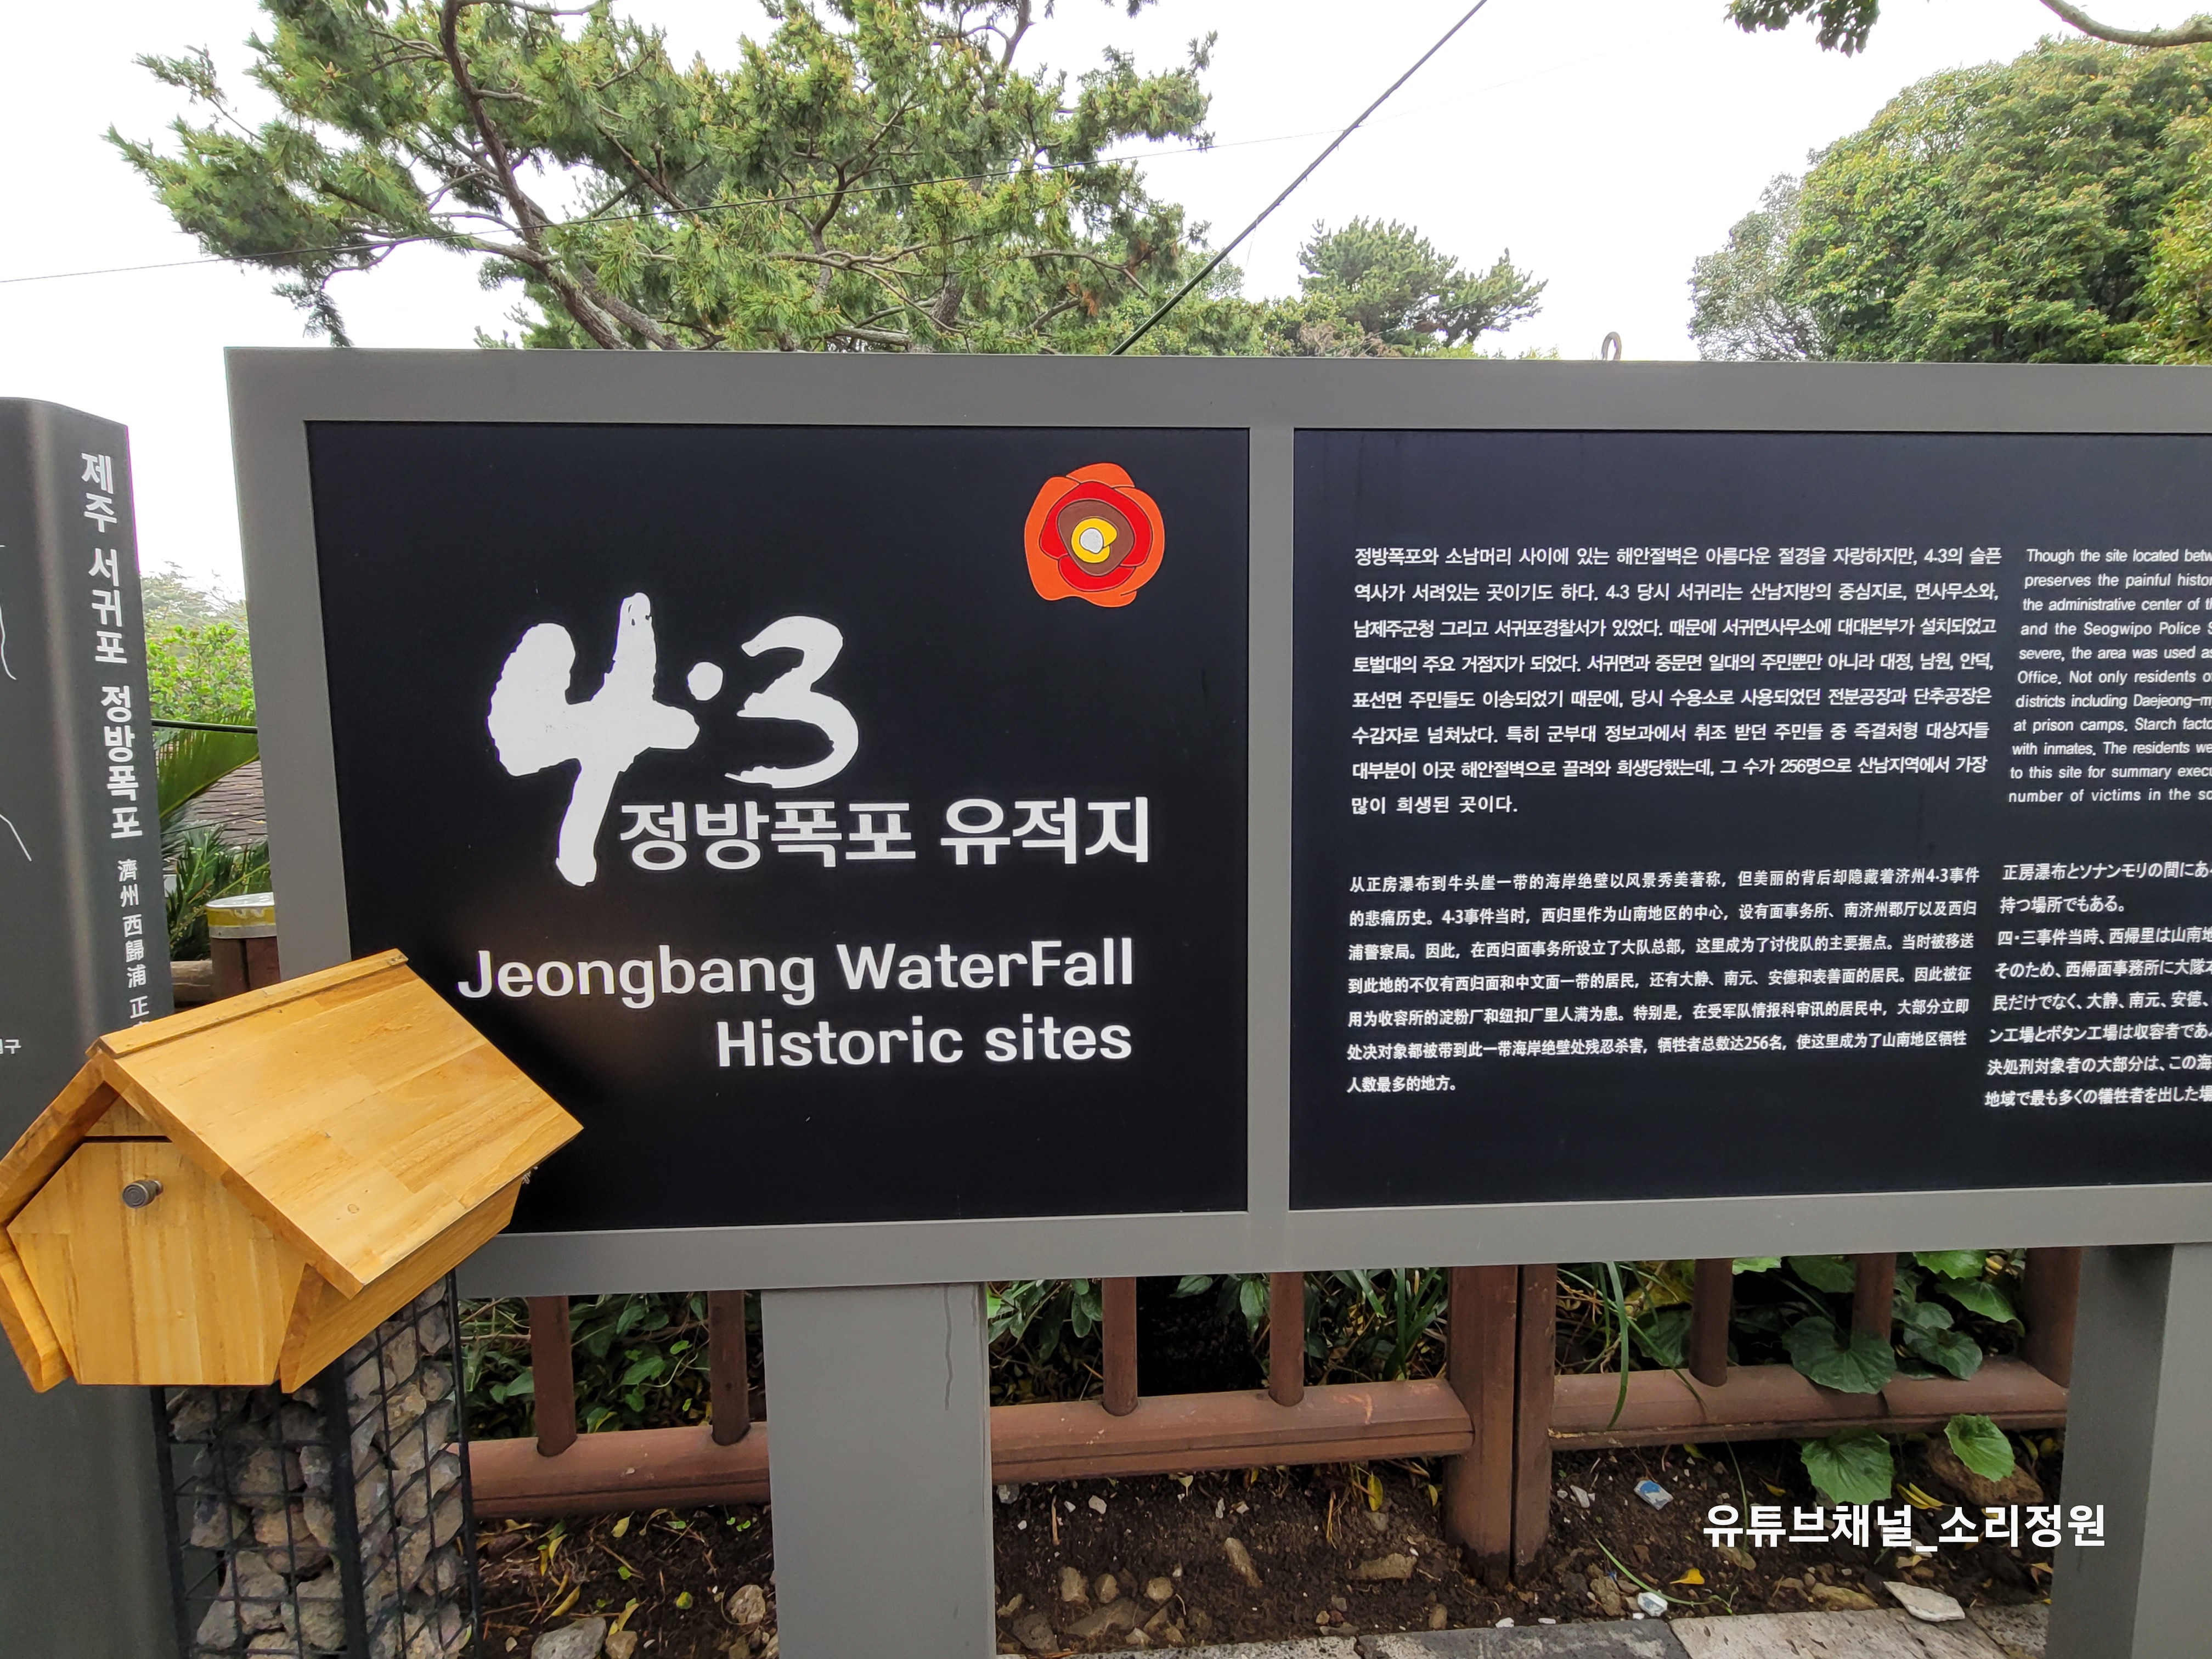 제주 서귀포 정방폭포 濟州 西歸浦 正
4·3
정방폭포 유적지
Jeongbang WaterFall
Historic sites
정방폭포와 소남머리 사이에 있는 해안절벽은 아름다운 절경을 자랑하지만, 4·3의 슬픈
역사가 서려있는 곳이기도 하다. 4·3 당시 서귀리는 산남지방의 중심지로, 면사무소와,
남제주군청 그리고 서귀포경찰서가 있었다. 때문에 서귀면사무소에 대대본부가 설치되었고
토벌대의 주요 거점지가 되었다. 서귀면과 중문면 일대의 주민뿐만 아니라 대정, 남원, 안덕,
표선면 주민들도 이송되었기 때문에, 당시 수용소로 사용되었던 전분공장과 단추공장은
수감자로 넘쳐났다. 특히 군부대 정보과에서 취조 받던 주민들 중 즉결처형 대상자들
대부분이 이곳 해안절벽으로 끌려와 희생당했는데, 그 수가 256명으로 산남지역에서 가장
많이 희생된 곳이다.
Though the site located betw
preserves the painful histor
the administrative center of th
and the Seogwipo Police S
severe, the area was used as
Office. Not only residents o
districts including Daejeong-m
at prison camps. Starch facto
with inmates. The residents we
to this site for summary execu
number of victims in the so
从正房瀑布到牛头崖一带的海岸绝壁以风景秀美著称，但美丽的背后却隐藏着济州4·3事件
的悲痛历史。4·3事件当时，西归里作为山南地区的中心，设有面事务所、南济州郡厅以及西归
浦警察局。因此，在西归面事务所设立了大队总部，这里成为了讨伐队的主要据点。当时被移送
到此地的不仅有西归面和中文面一带的居民，还有大静、南元、安德和表善面的居民。因此被征
用为收容所的淀粉厂和纽扣厂里人满为患。特别是，在受军队情报科审讯的居民中，大部分立即
处决对象都被带到此一带海岸绝壁处残忍杀害，牺牲者总数达256名，使这里成为了山南地区牺牲
人数最多的地方。
正房瀑布とソナンモリの間にあ
持つ場所でもある。
四·三事件当時、西帰里は山南地
そのため、西帰面事務所に大隊本
民だけでなく、大静、南元、安徳、
ン工場とボタン工場は収容者であ
決処刑対象者の大部分は、この海
地域で最も多くの犠牲者を出した場
유튜브채널_소리정원